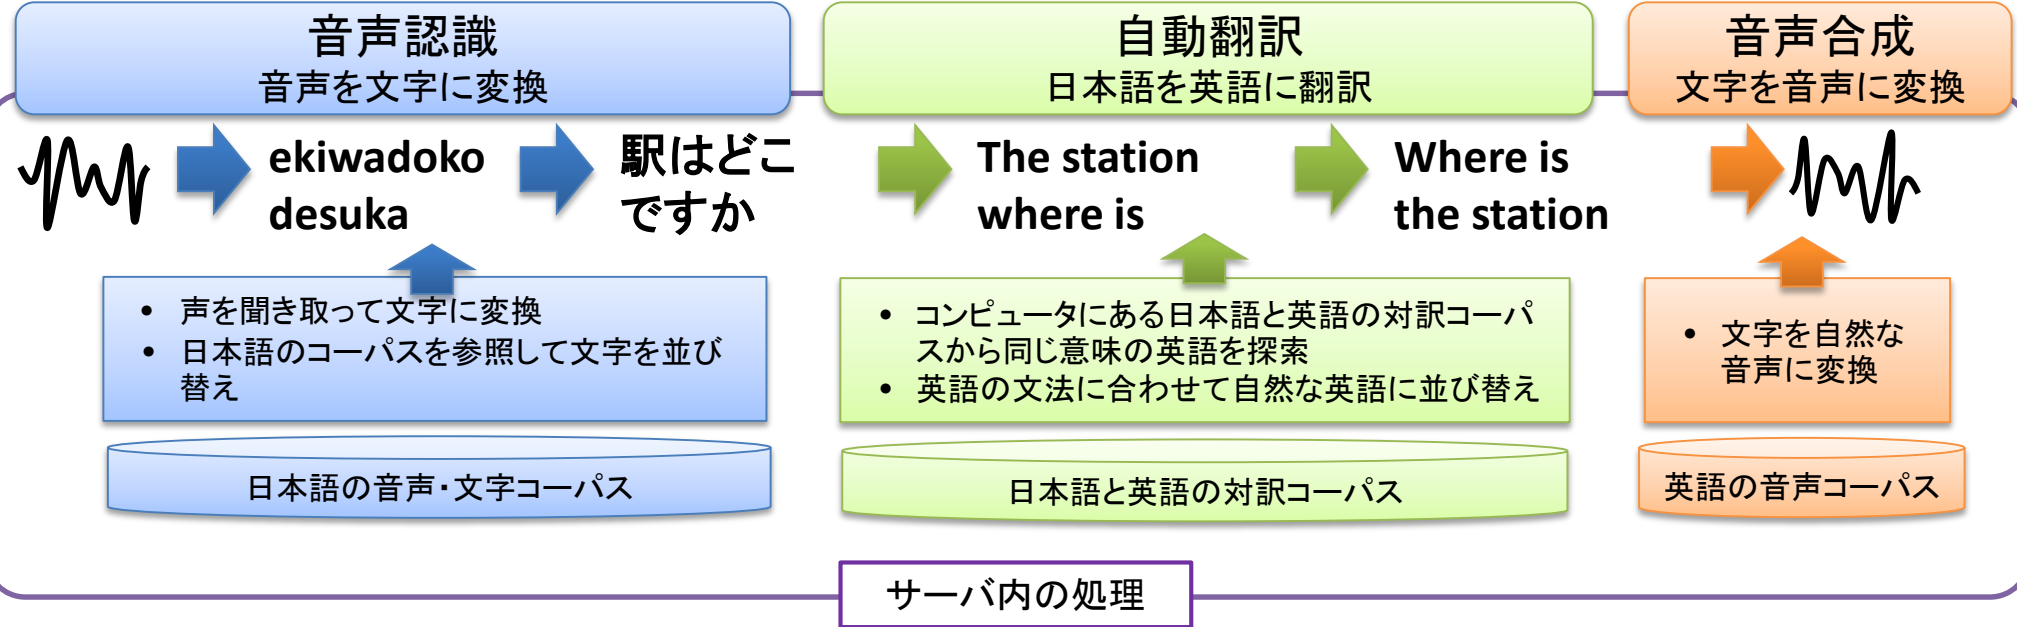 音声認識
音声を文字に変換
自動翻訳
日本語を英語に翻訳
音声合成
文字を音声に変換
ekiwadoko
desuka
駅はどこ
ですか
The station
where is
Where is
the station
• 声を聞き取って文字に変換
• 日本語のコーパスを参照して文字を並び
替え
• コンピュータにある日本語と英語の対訳コーパ
スから同じ意味の英語を探索
• 英語の文法に合わせて自然な英語に並び替え
• 文字を自然な
音声に変換
日本語の音声・文字コーパス
日本語と英語の対訳コーパス
英語の音声コーパス
サーバ内の処理